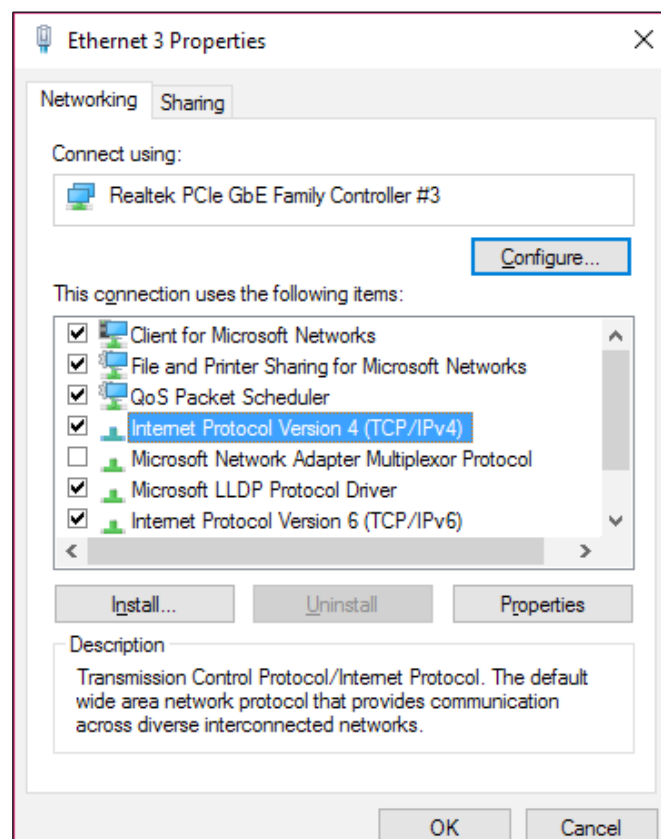 Ethernet 3 Properties
Networking
Sharing
Connect using:
Realtek PCIe GbE Family Controller #3
Configure...
This connection uses the following items:
Client for Microsoft Networks
File and Printer Sharing for Microsoft Networks
QoS Packet Scheduler
Internet Protocol Version 4 (TCP/IPv4)
Microsoft Network Adapter Multiplexor Protocol
Microsoft LLDP Protocol Driver
Internet Protocol Version 6 (TCP/IPv6)
Install...
Uninstall
Properties
Description
Transmission Control Protocol/Internet Protocol. The default
wide area network protocol that provides communication
across diverse interconnected networks.
OK
Cancel